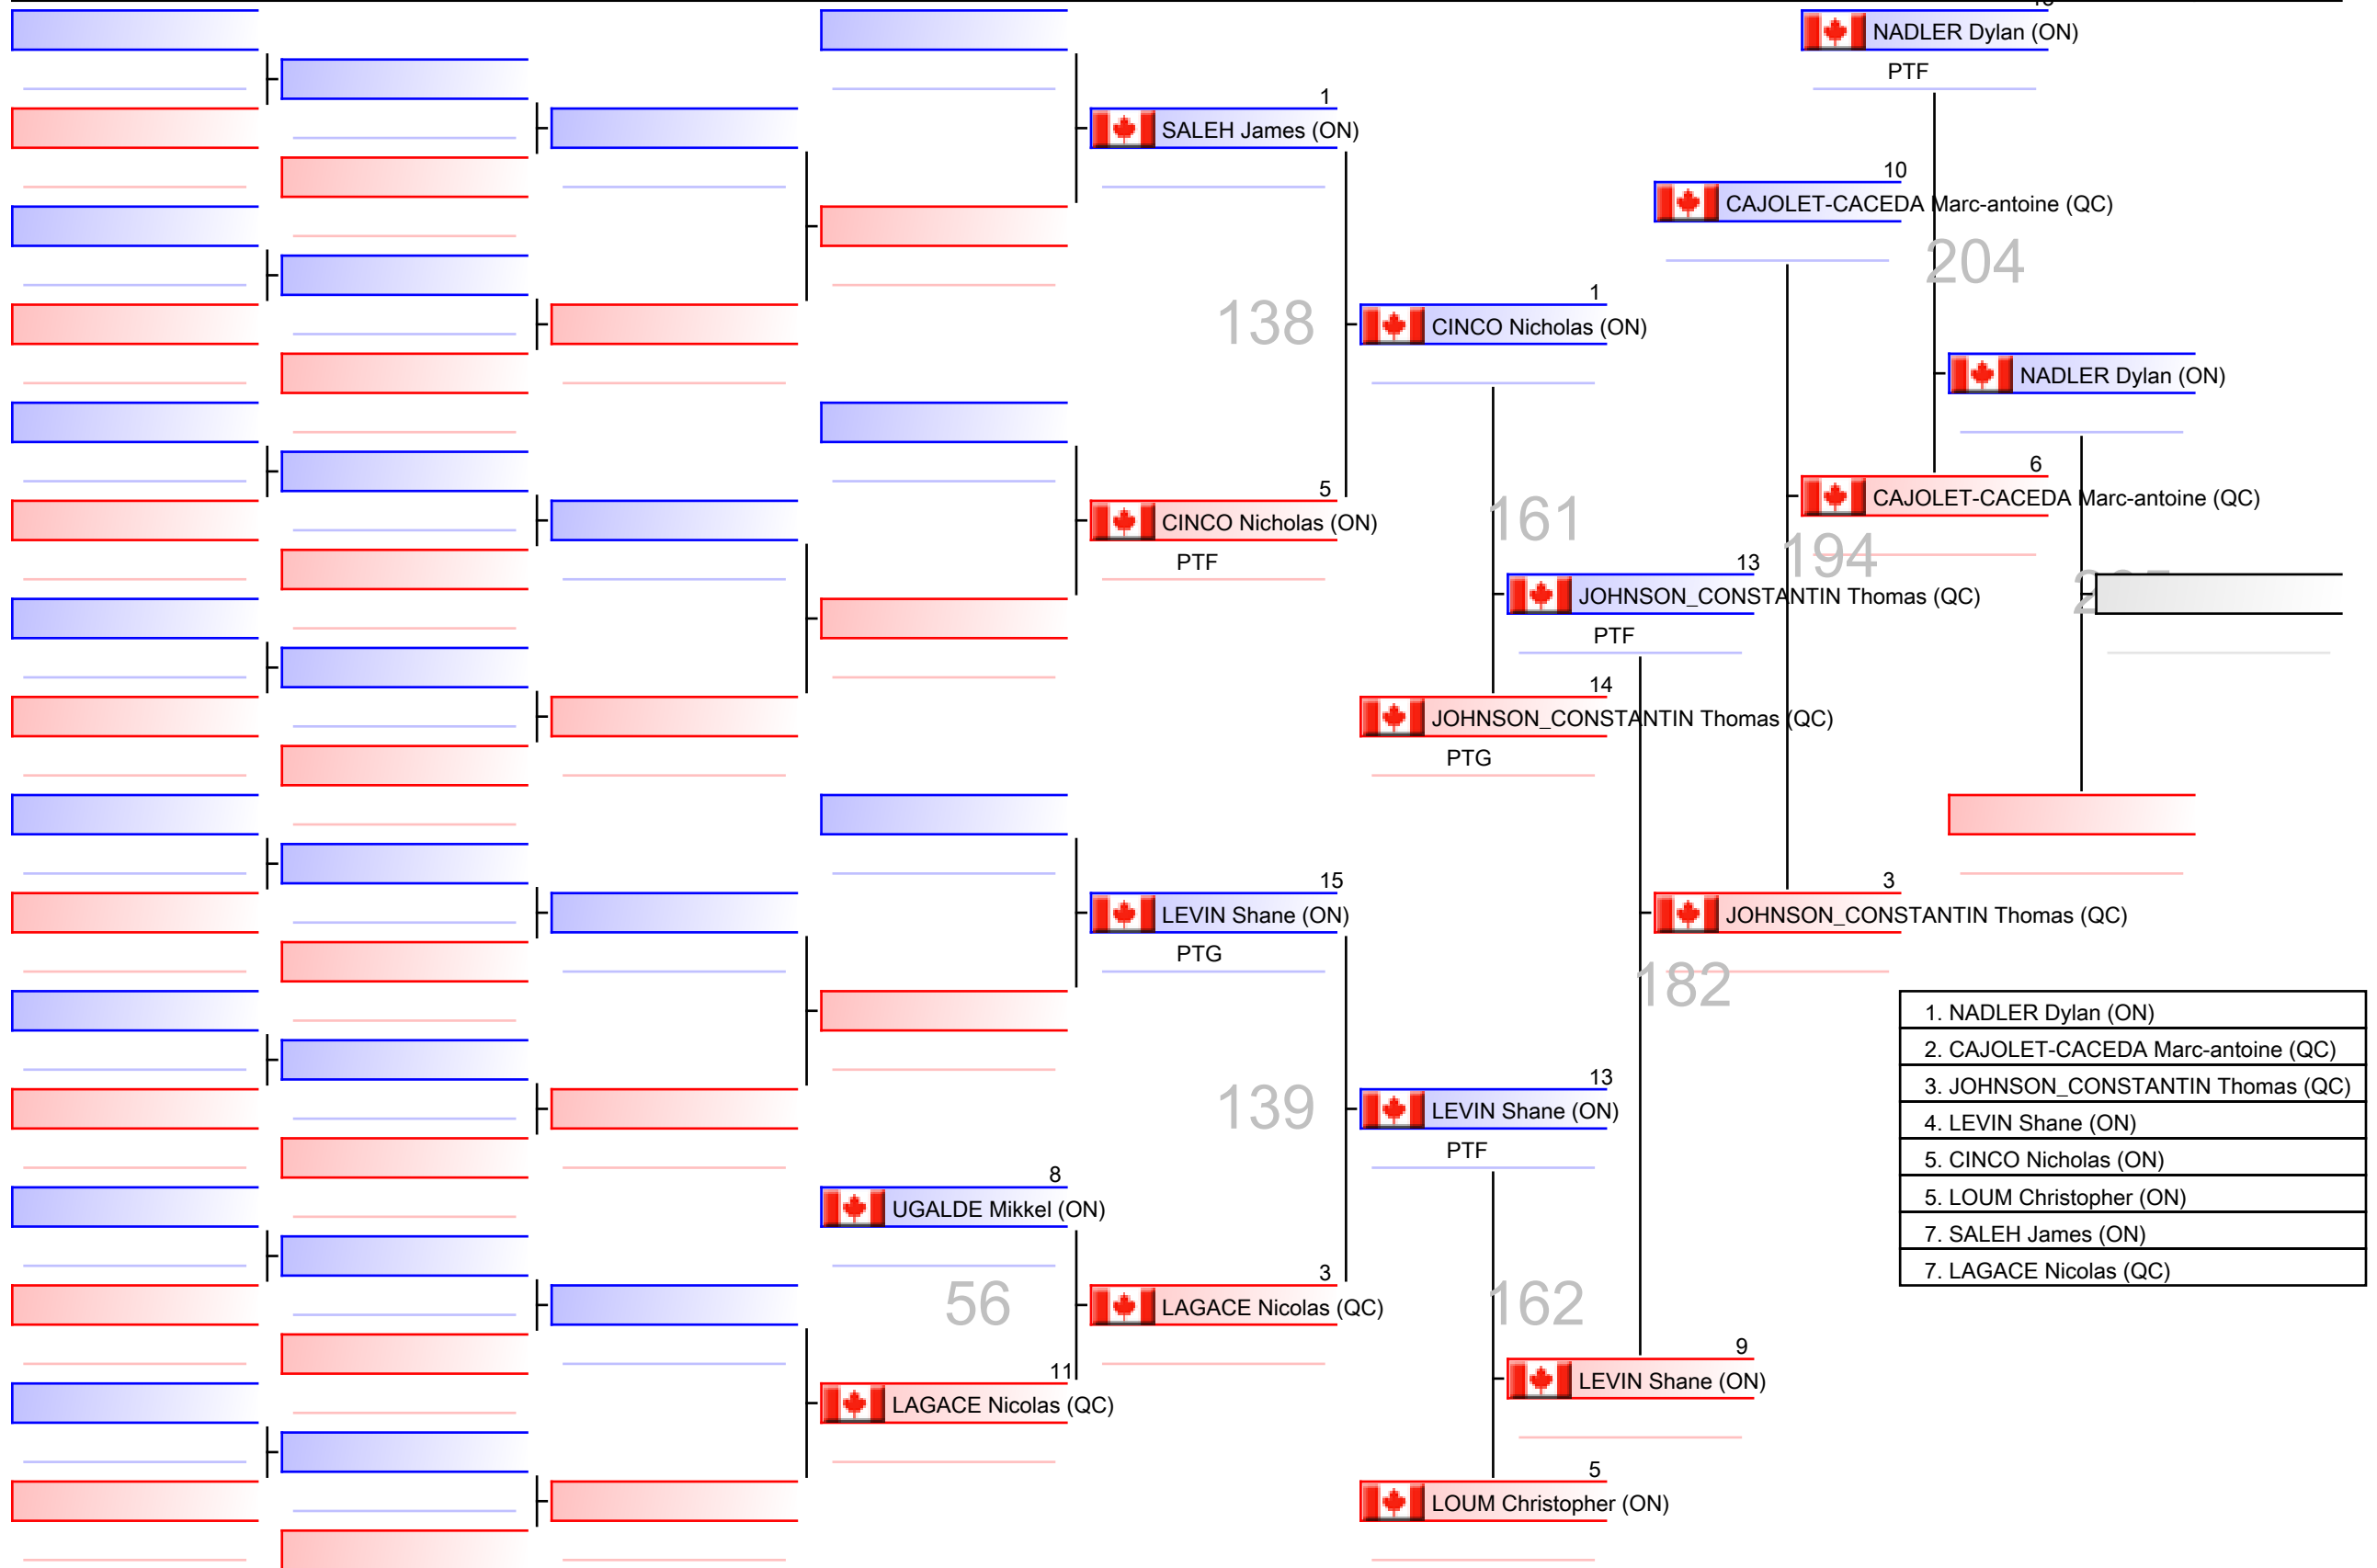 NADLER Dylan (ON)
PTF
1
SALEH James (ON)
10
CAJOLET-CACEDA Marc-antoine (QC)
204
138
1
CINCO Nicholas (ON)
NADLER Dylan (ON)
5
CINCO Nicholas (ON)
PTF
6
CAJOLET-CACEDA Marc-antoine (QC)
161
194
13
JOHNSON_CONSTANTIN Thomas (QC)
PTF
14
JOHNSON_CONSTANTIN Thomas (QC)
PTG
15
LEVIN Shane (ON)
PTG
3
JOHNSON_CONSTANTIN Thomas (QC)
182
1. NADLER Dylan (ON)
2. CAJOLET-CACEDA Marc-antoine (QC)
3. JOHNSON_CONSTANTIN Thomas (QC)
4. LEVIN Shane (ON)
5. CINCO Nicholas (ON)
5. LOUM Christopher (ON)
7. SALEH James (ON)
7. LAGACE Nicolas (QC)
139
13
LEVIN Shane (ON)
PTF
8
UGALDE Mikkel (ON)
56
3
LAGACE Nicolas (QC)
162
11
LAGACE Nicolas (QC)
9
LEVIN Shane (ON)
5
LOUM Christopher (ON)